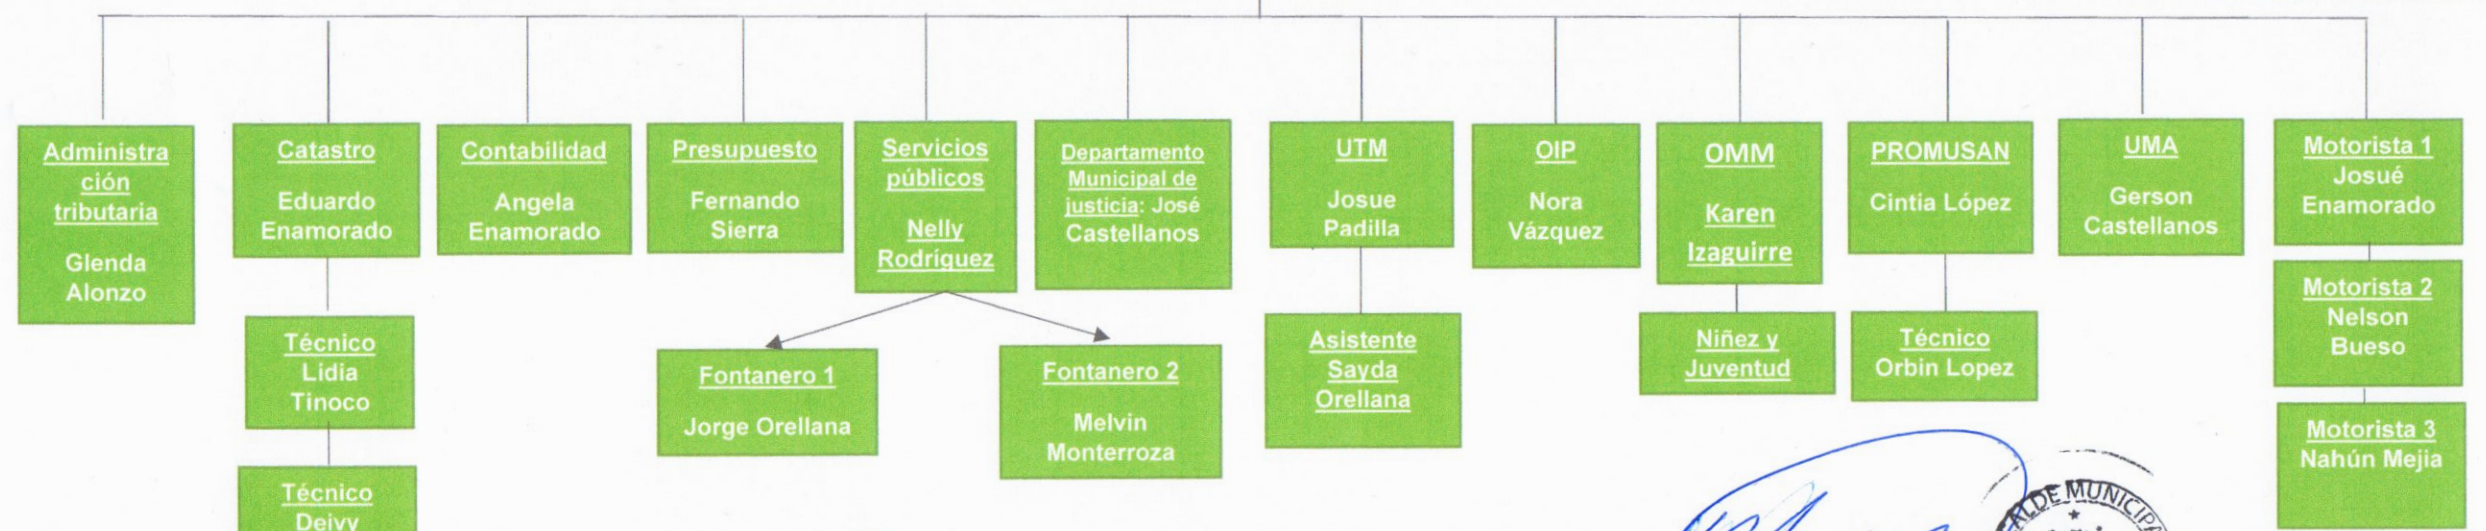 Administra
ción
tributaria
Glenda
Alonzo
Catastro
Eduardo
Enamorado
Contabilidad
Angela
Enamorado
Presupuesto
Fernando
Sierra
Servicios
públicos
Nelly
Rodríguez
Departamento
Municipal de
justicia: José
Castellanos
UTM
Josue
Padilla
OIP
Nora
Vázquez
OMM
Karen
Izaguirre
PROMUSAN
Cintia López
UMA
Gerson
Castellanos
Motorista 1
Josué
Enamorado
Técnico
Lidia
Tinoco
Fontanero 1
Jorge Orellana
Fontanero 2
Melvin
Monterroza
Asistente
Sayda
Orellana
Niñez y
Juventud
Técnico
Orbin Lopez
Motorista 2
Nelson
Bueso
Motorista 3
Nahún Mejia
Técnico
Deivy